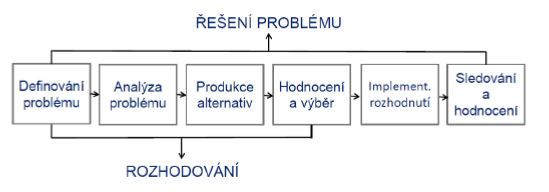 ŘEŠENÍ PROBLÉMU
Definování
problému
Analýza
problému
Produkce
alternativ
Hodnocení
a výběr
Implement.
rozhodnutí
Sledování
a
hodnocení
ROZHODOVÁNÍ